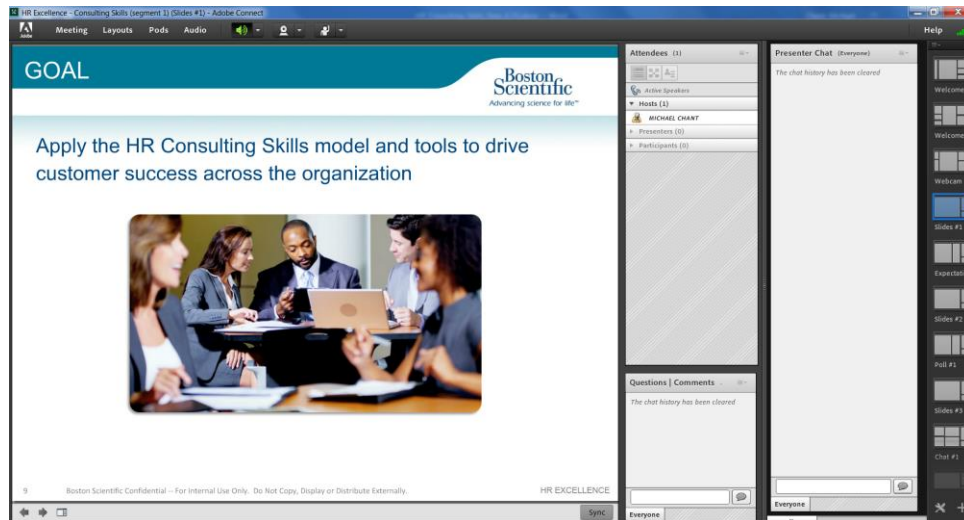 HR Excellence - Consulting Skills (segment 1) (Slides #1) - Adobe Connect
Adobe
Meeting Layouts Pods Audio
Help
GOAL
Boston
Scientific
Advancing science for life™
Apply the HR Consulting Skills model and tools to drive
customer success across the organization
9
Boston Scientific Confidential -- For Internal Use Only. Do Not Copy, Display or Distribute Externally.
HR EXCELLENCE
Sync
Attendees (1)
Active Speakers
Hosts (1)
MICHAEL CHANT
Presenters (0)
Participants (0)
Questions | Comments
The chat history has been cleared
Everyone
Presenter Chat (Everyone)
The chat history has been cleared
Everyone
Welcome
Welcome
Webcam
Slides #1
Expectati
Slides #2
Poll #1
Slides #3
Chat #1